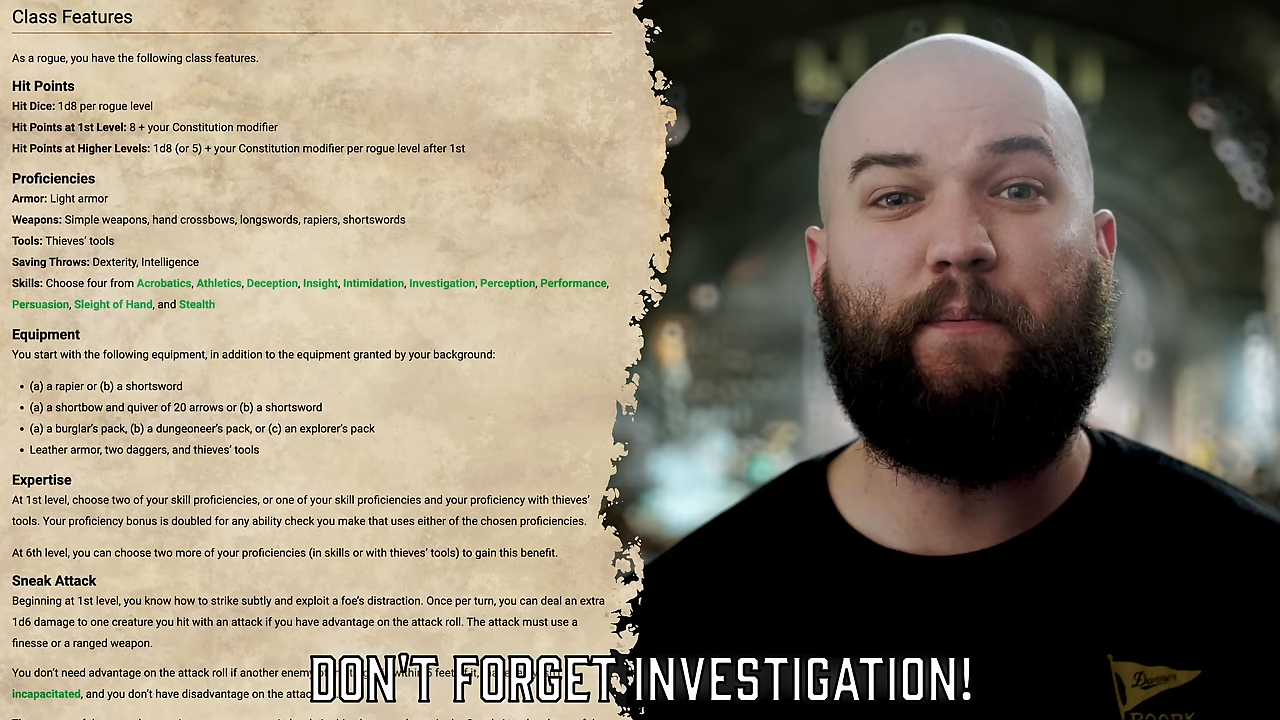 Class Features
As a rogue, you have the following class features.
Hit Points
Hit Dice: 1d8 per rogue level
Hit Points at 1st Level: 8 + your Constitution modifier
Hit Points at Higher Levels: 1d8 (or 5) + your Constitution modifier per rogue level after 1st
Proficiencies
Armor: Light armor
Weapons: Simple weapons, hand crossbows, longswords, rapiers, shortswords
Tools: Thieves' tools
Saving Throws: Dexterity, Intelligence
Skills: Choose four from Acrobatics, Athletics, Deception, Insight, Intimidation, Investigation, Perception, Performance,
Persuasion, Sleight of Hand, and Stealth
Equipment
You start with the following equipment, in addition to the equipment granted by your background:
• (a) a rapier or (b) a shortsword
• (a) a shortbow and quiver of 20 arrows or (b) a shortsword
• (a) a burglar's pack, (b) a dungeoneer's pack, or (c) an explorer's pack
• Leather armor, two daggers, and thieves' tools
Expertise
At 1st level, choose two of your skill proficiencies, or one of your skill proficiencies and your proficiency with thieves'
tools. Your proficiency bonus is doubled for any ability check you make that uses either of the chosen proficiencies.
At 6th level, you can choose two more of your proficiencies (in skills or with thieves' tools) to gain this benefit.
Sneak Attack
Beginning at 1st level, you know how to strike subtly and exploit a foe's distraction. Once per turn, you can deal an extra
1d6 damage to one creature you hit with an attack if you have advantage on the attack roll. The attack must use a
finesse or a ranged weapon.
You don't need advantage on the attack roll if another enemy
incapacitated, and you don't have disadvantage on the
DON'T FORGET INVESTIGATION!